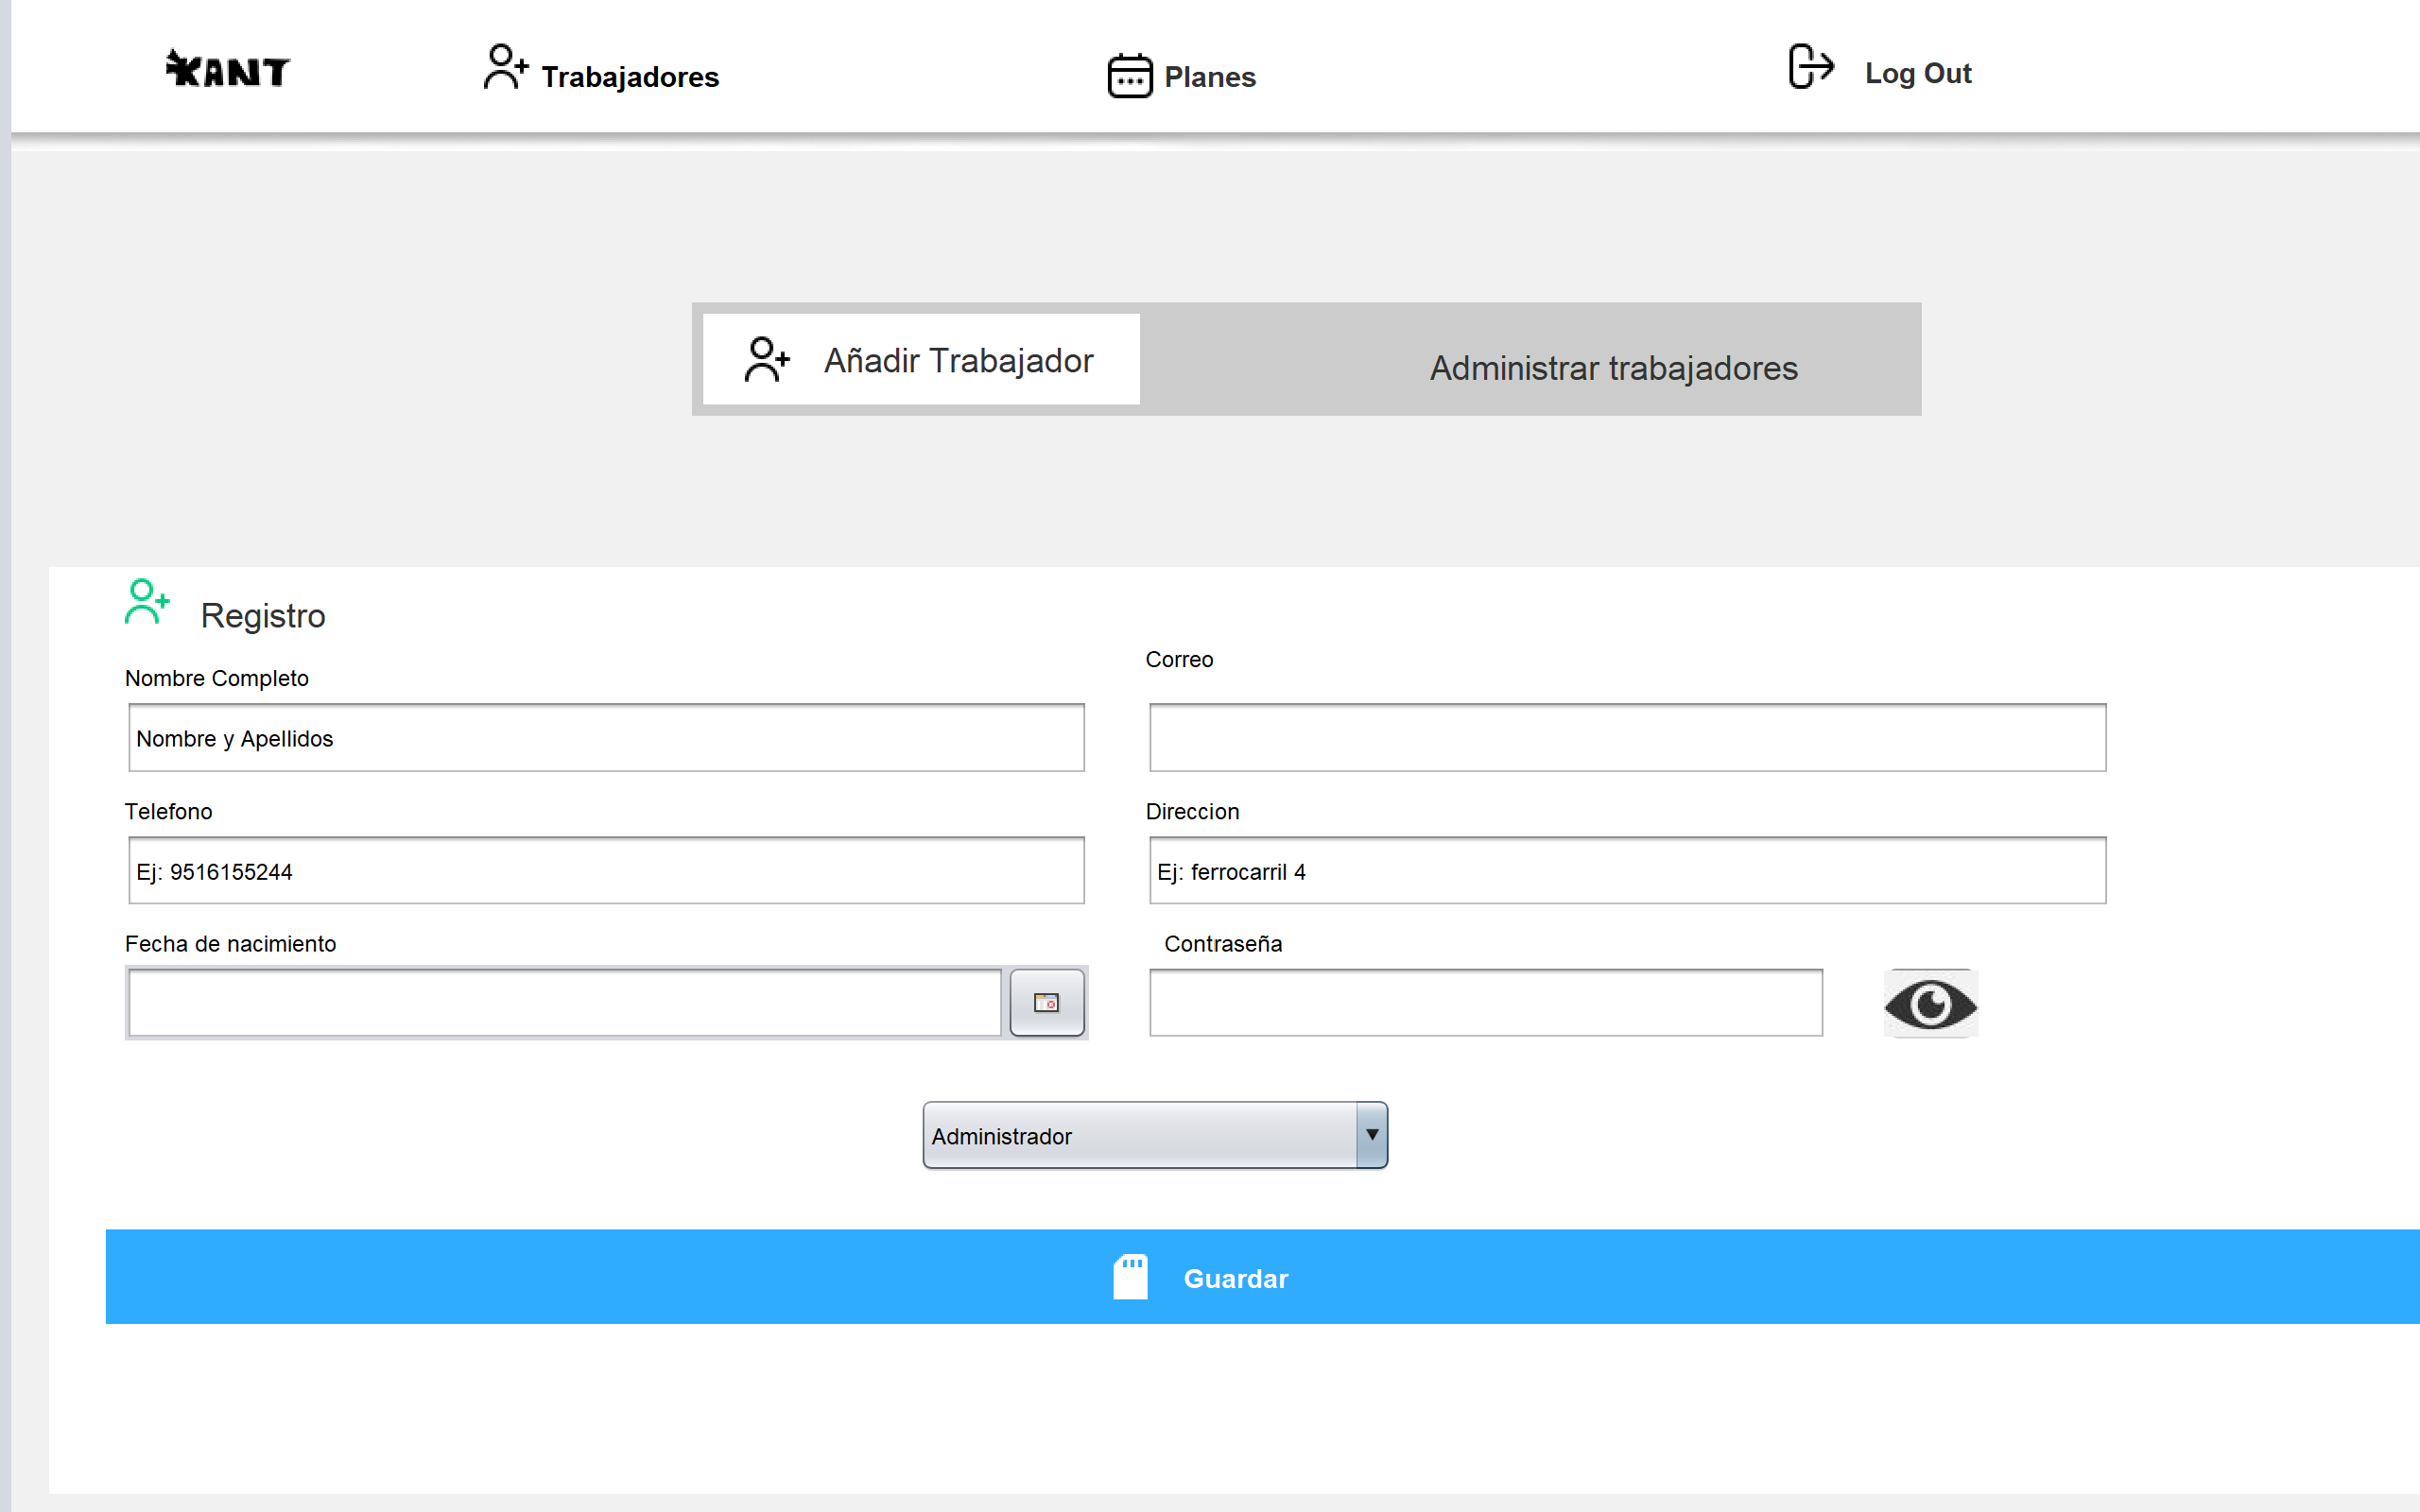 KANT
Trabajadores
Planes
Log Out
Añadir Trabajador
Administrar trabajadores
Registro
Nombre Completo
Correo
Nombre y Apellidos
Telefono
Direccion
Ej: 9516155244
Ej: ferrocarril 4
Fecha de nacimiento
Contraseña
Administrador
Guardar